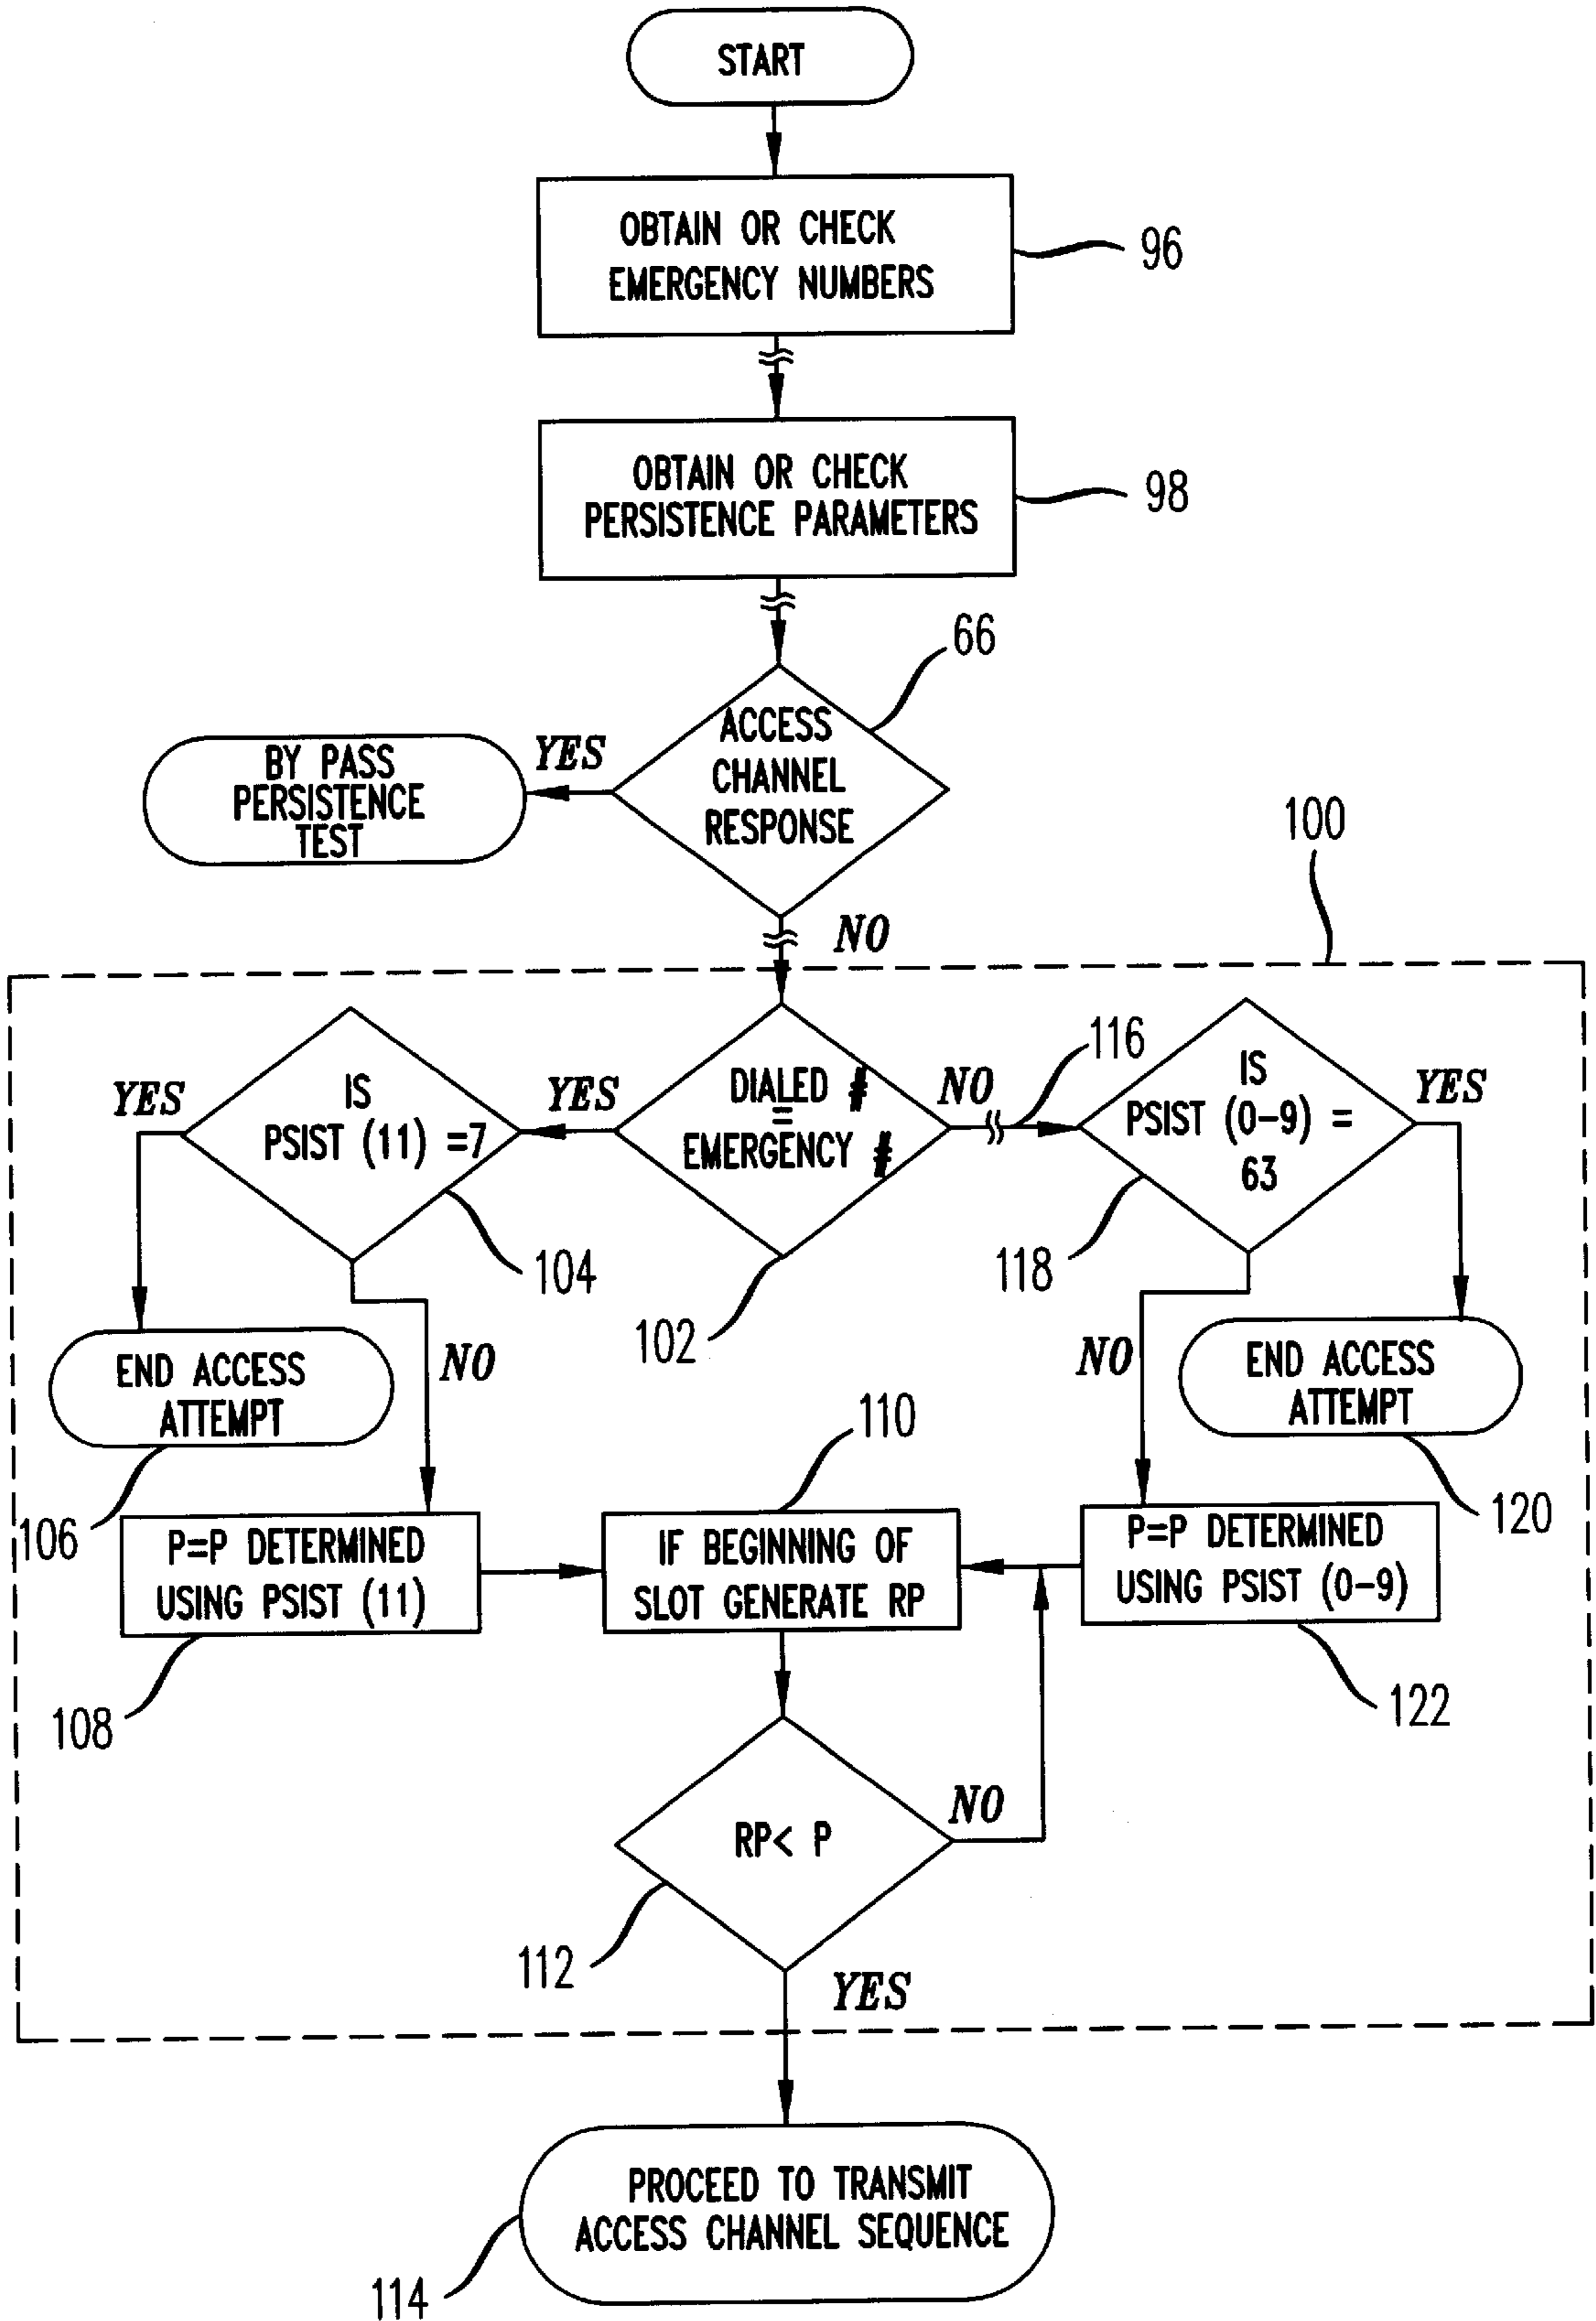 START
OBTAIN OR CHECK
EMERGENCY NUMBERS
96
OBTAIN OR CHECK
PERSISTENCE PARAMETERS
98
66
ACCESS
CHANNEL
RESPONSE
YES
BY PASS
PERSISTENCE
TEST
100
NO
116
DIALED #
=
EMERGENCY #
YES
NO
IS
PSIST (11) =7
YES
IS
PSIST (0-9) =
63
YES
104
102
118
END ACCESS
ATTEMPT
NO
NO
END ACCESS
ATTEMPT
106
110
120
P=P DETERMINED
USING PSIST (11)
IF BEGINNING OF
SLOT GENERATE RP
P=P DETERMINED
USING PSIST (0-9)
108
122
RP< P
NO
112
YES
PROCEED TO TRANSMIT
ACCESS CHANNEL SEQUENCE
114